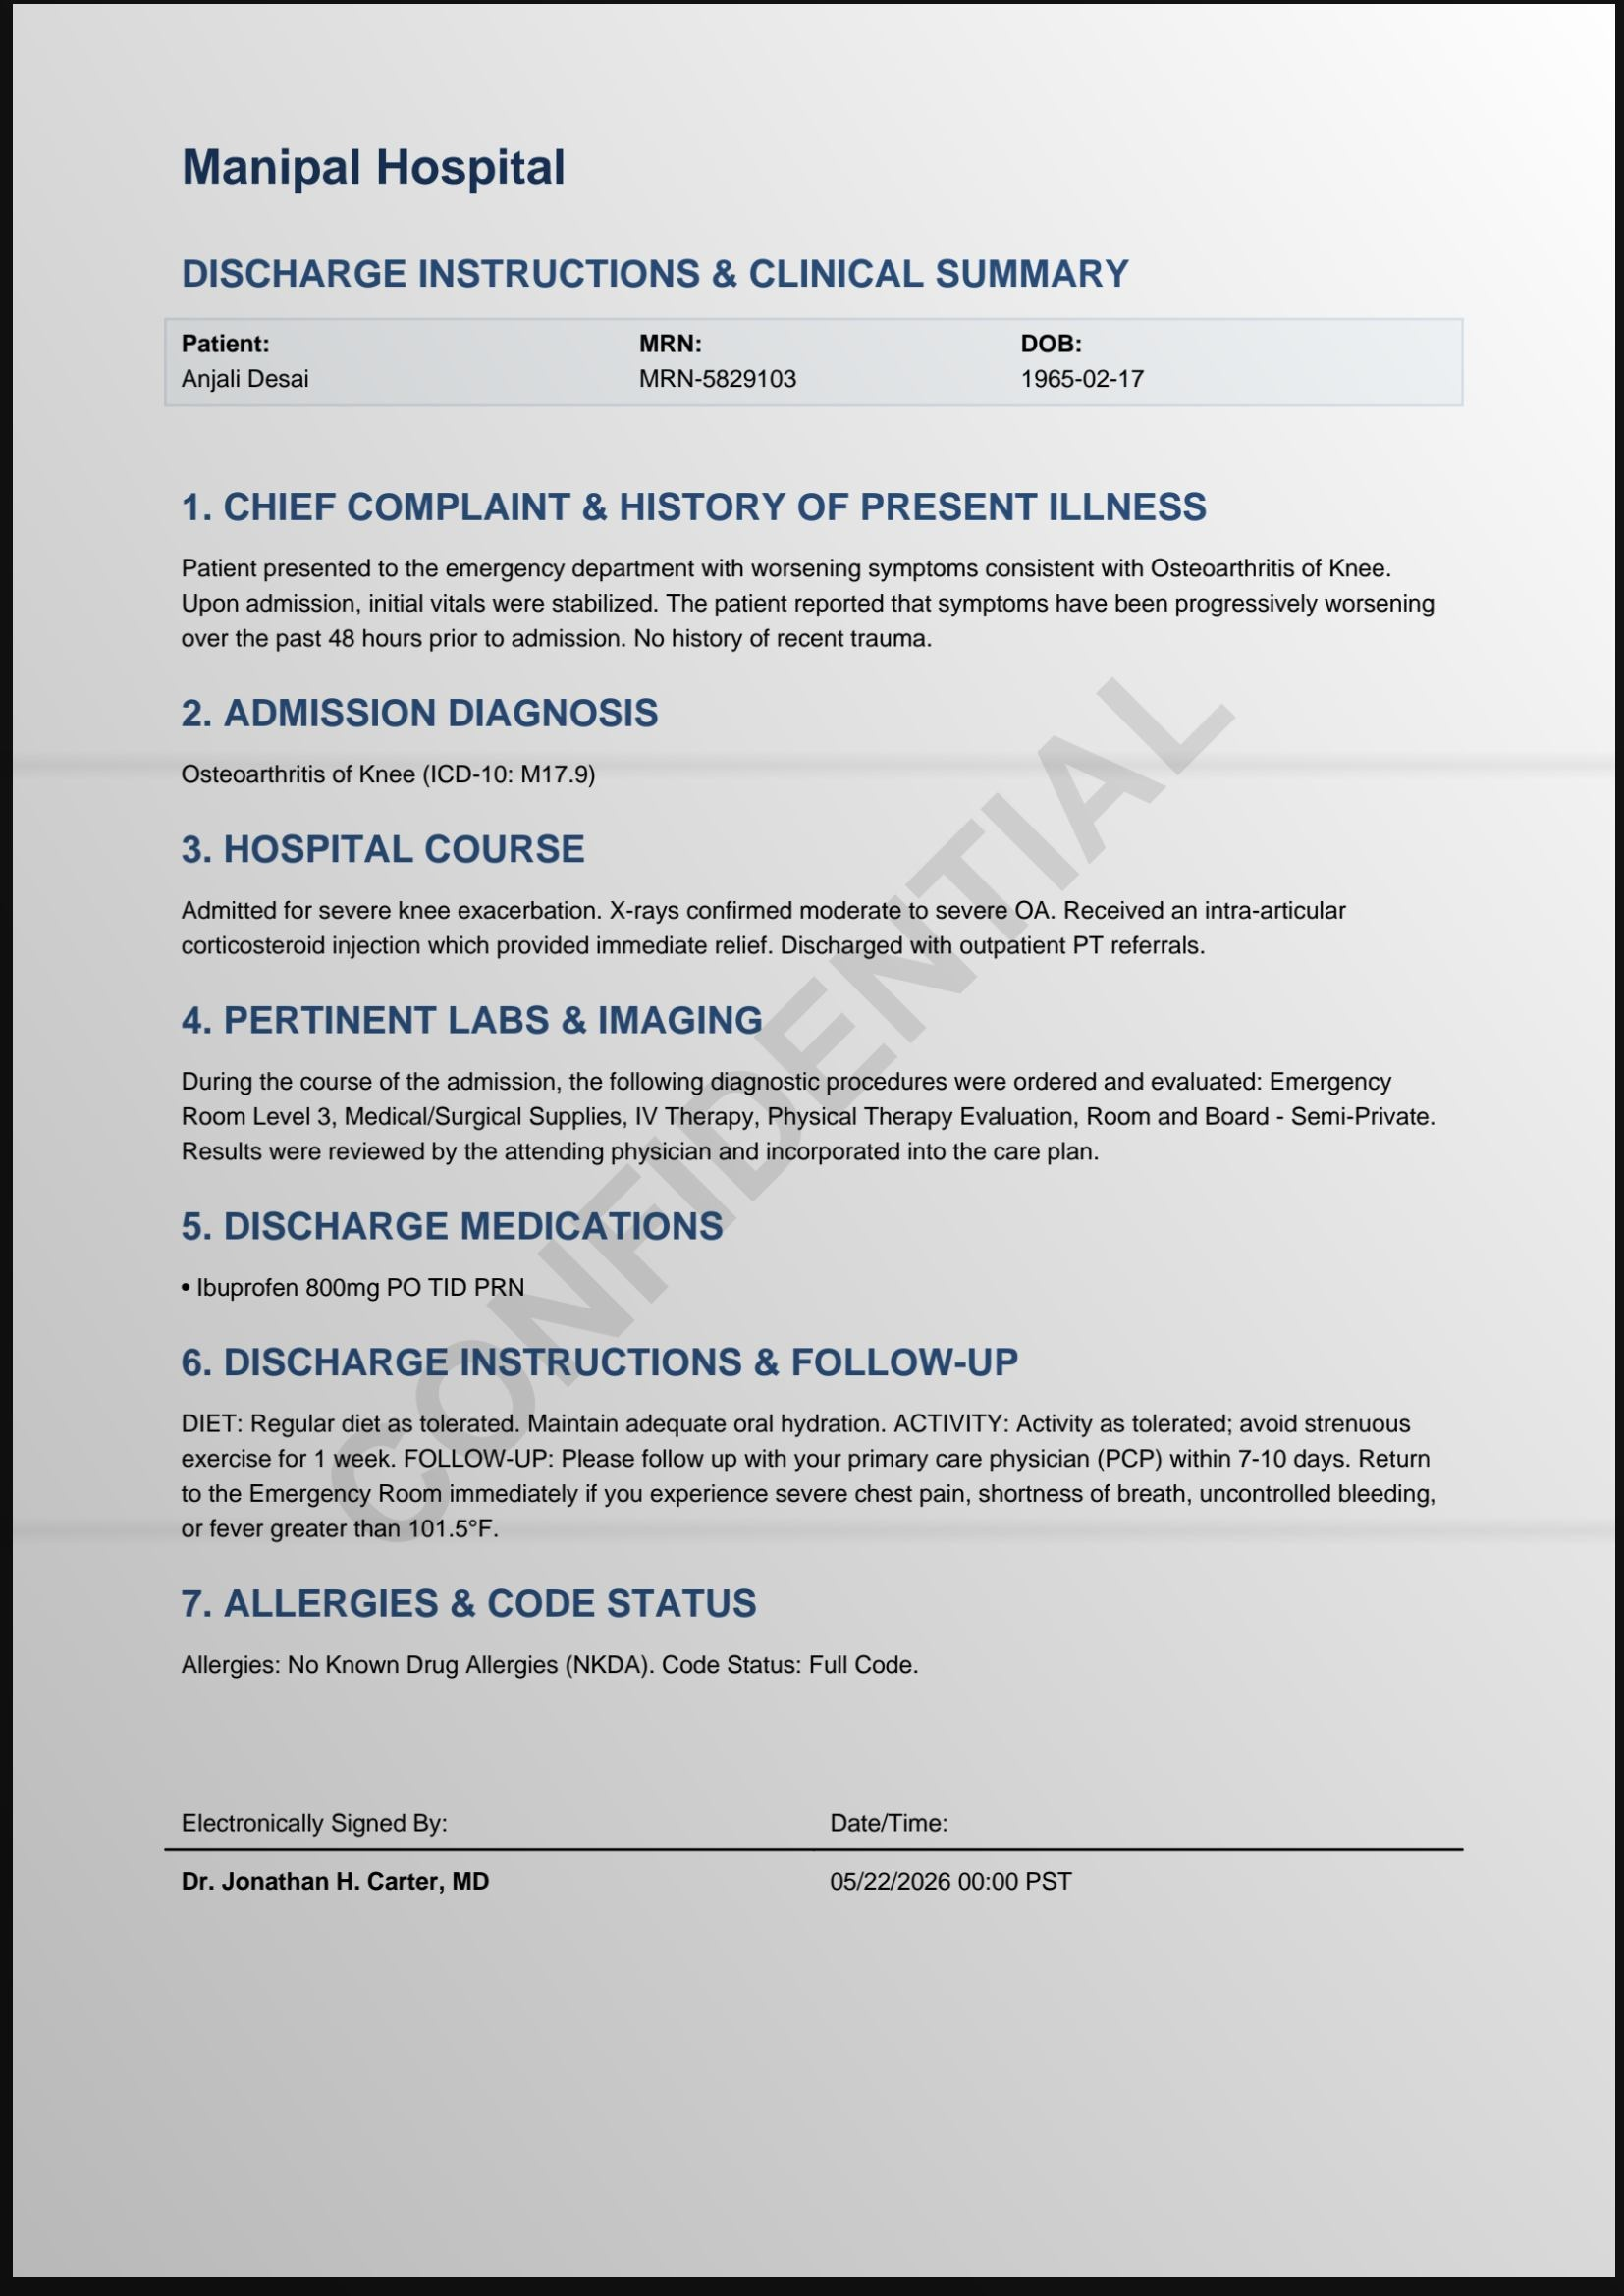 Manipal Hospital
DISCHARGE INSTRUCTIONS & CLINICAL SUMMARY
Patient: MRN: DOB:
Anjali Desai MRN-5829103 1965-02-17
1. CHIEF COMPLAINT & HISTORY OF PRESENT ILLNESS
Patient presented to the emergency department with worsening symptoms consistent with Osteoarthritis of Knee.
Upon admission, initial vitals were stabilized. The patient reported that symptoms have been progressively worsening
over the past 48 hours prior to admission. No history of recent trauma.
2. ADMISSION DIAGNOSIS
Osteoarthritis of Knee (ICD-10: M17.9)
3. HOSPITAL COURSE
Admitted for severe knee exacerbation. X-rays confirmed moderate to severe OA. Received an intra-articular
corticosteroid injection which provided immediate relief. Discharged with outpatient PT referrals.
4. PERTINENT LABS & IMAGING
During the course of the admission, the following diagnostic procedures were ordered and evaluated: Emergency
Room Level 3, Medical/Surgical Supplies, IV Therapy, Physical Therapy Evaluation, Room and Board - Semi-Private.
Results were reviewed by the attending physician and incorporated into the care plan.
5. DISCHARGE MEDICATIONS
• Ibuprofen 800mg PO TID PRN
6. DISCHARGE INSTRUCTIONS & FOLLOW-UP
DIET: Regular diet as tolerated. Maintain adequate oral hydration. ACTIVITY: Activity as tolerated; avoid strenuous
exercise for 1 week. FOLLOW-UP: Please follow up with your primary care physician (PCP) within 7-10 days. Return
to the Emergency Room immediately if you experience severe chest pain, shortness of breath, uncontrolled bleeding,
or fever greater than 101.5°F.
7. ALLERGIES & CODE STATUS
Allergies: No Known Drug Allergies (NKDA). Code Status: Full Code.
Electronically Signed By: Date/Time:
Dr. Jonathan H. Carter, MD 05/22/2026 00:00 PST
CONFIDENTIAL